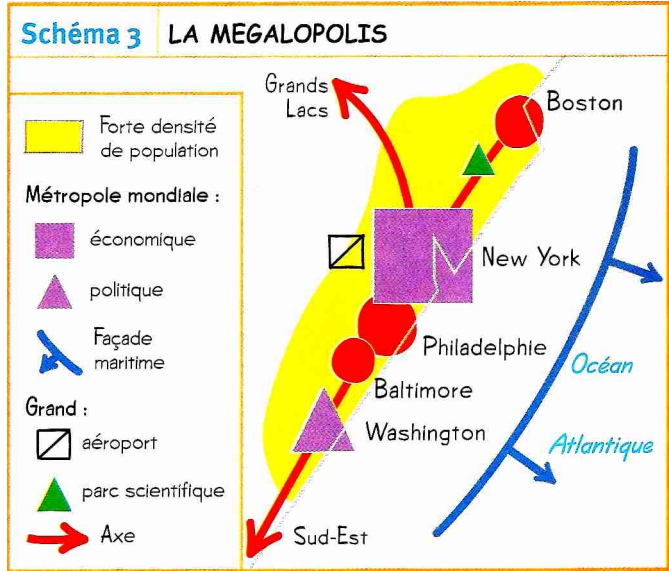 Schéma 3 LA MEGALOPOLIS
Forte densité
de population
Métropole mondiale :
économique
politique
Façade
maritime
Grand :
aéroport
parc scientifique
Axe
Grands
Lacs
Boston
New York
Philadelphie
Baltimore
Washington
Sud-Est
Océan
Atlantique